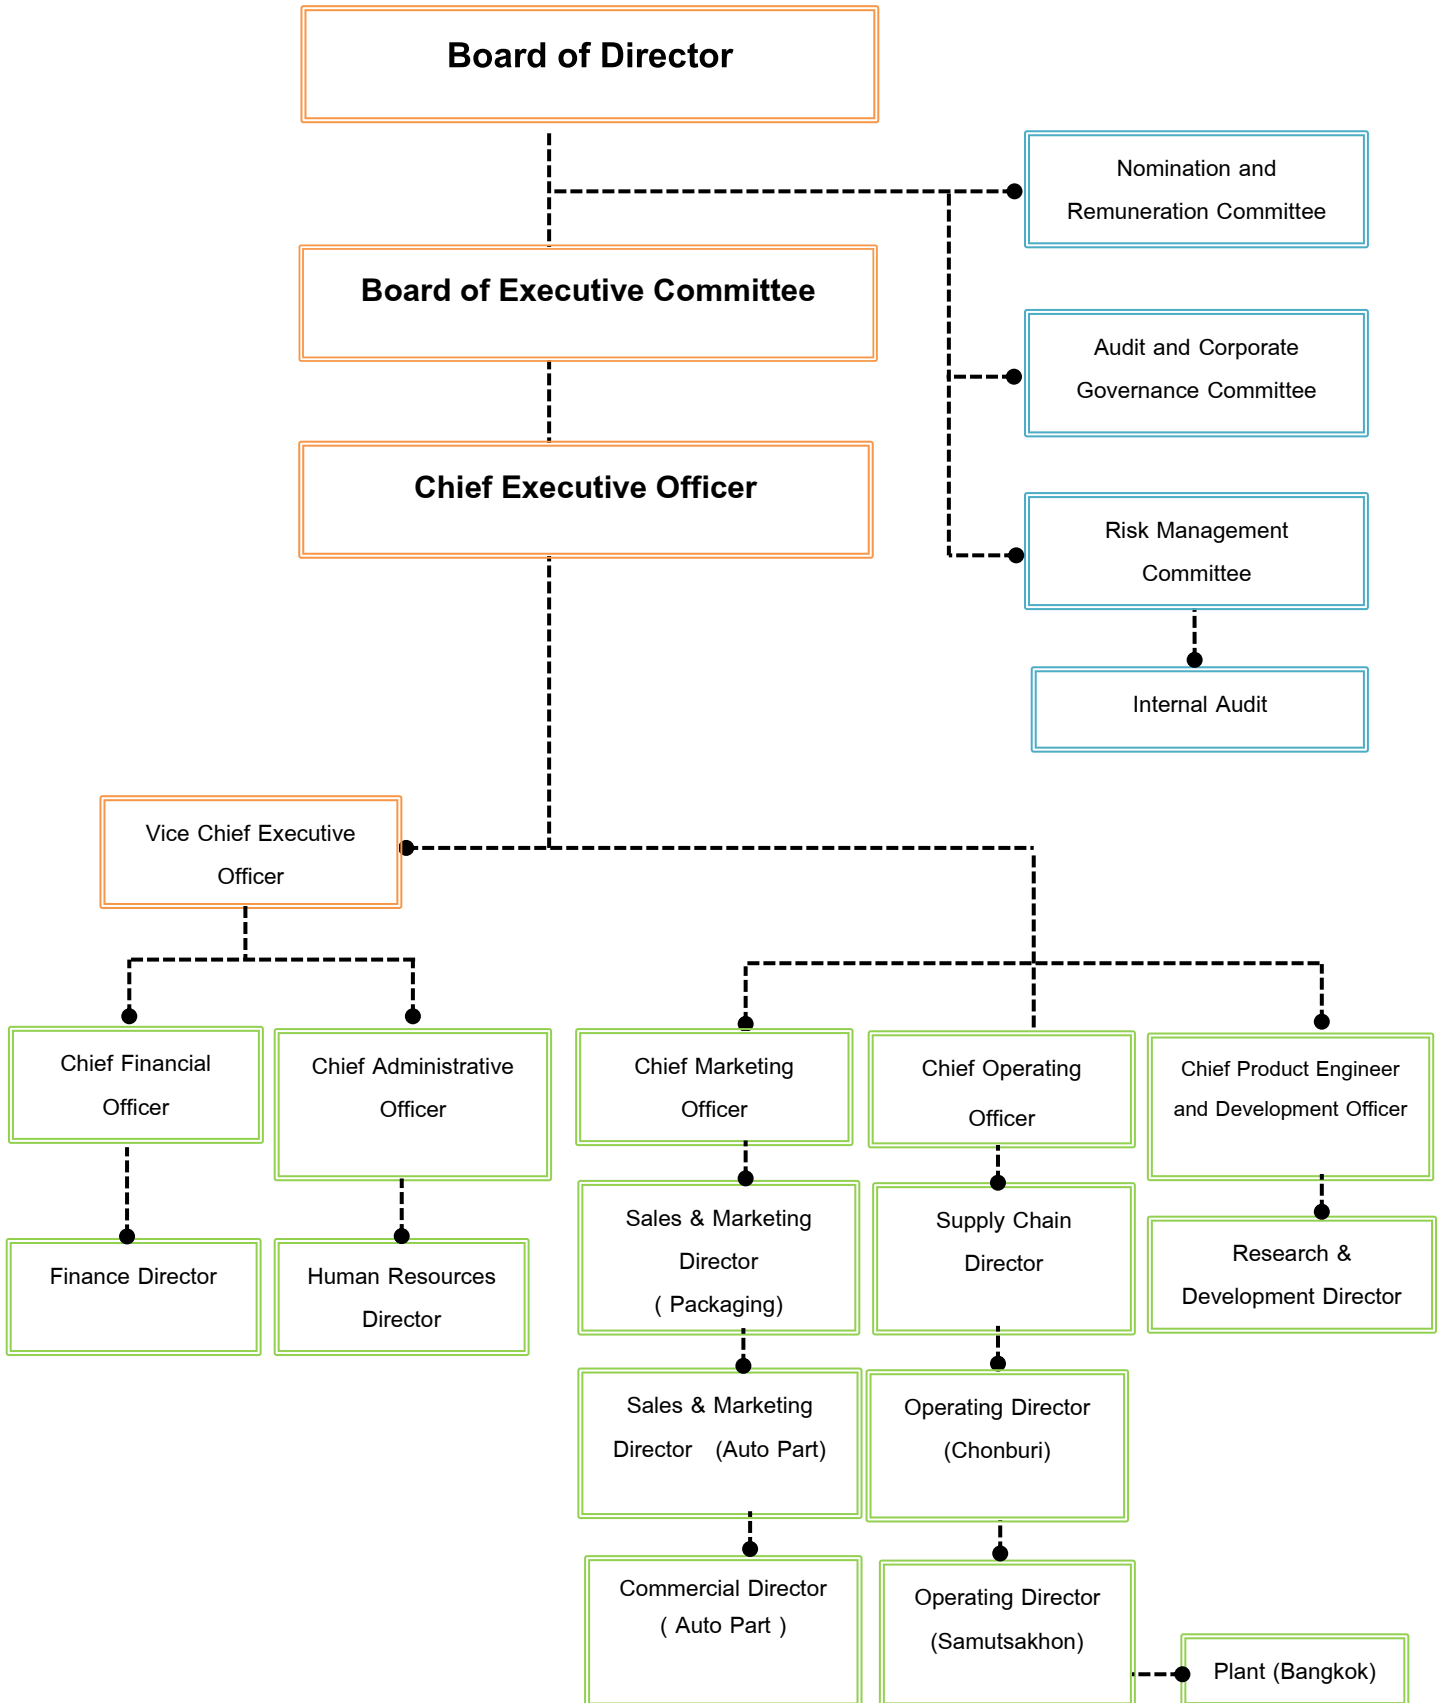 Board of Director
Nomination and
Remuneration Committee
Board of Executive Committee
Audit and Corporate
Governance Committee
Chief Executive Officer
Risk Management
Committee
Internal Audit
Vice Chief Executive
Officer
Chief Financial
Officer
Chief Administrative
Officer
Chief Marketing
Officer
Chief Operating
Officer
Chief Product Engineer
and Development Officer
Finance Director
Human Resources
Director
Sales & Marketing
Director
( Packaging)
Supply Chain
Director
Research &
Development Director
Sales & Marketing
Director (Auto Part)
Operating Director
(Chonburi)
Commercial Director
( Auto Part )
Operating Director
(Samutsakhon)
Plant (Bangkok)